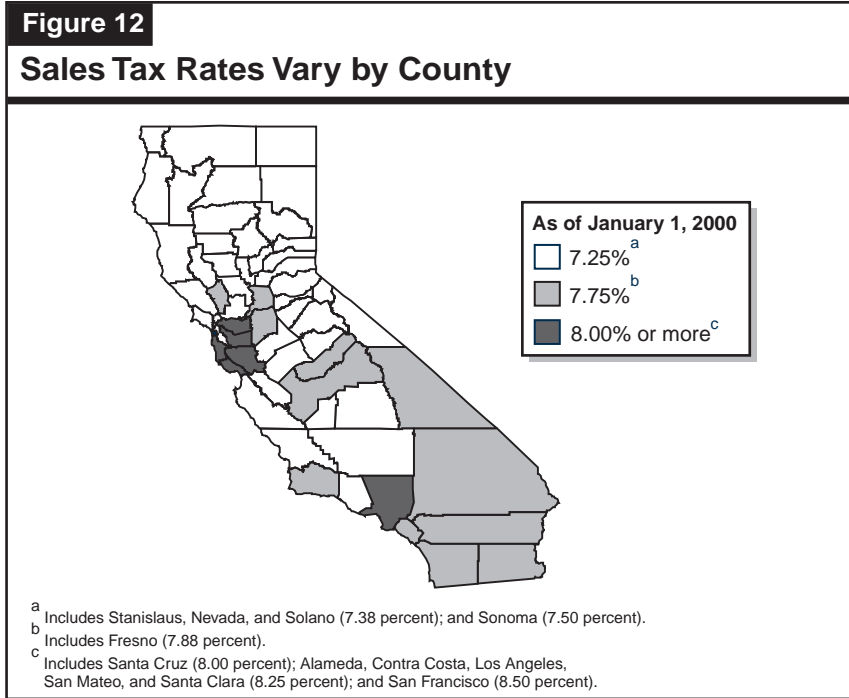 Figure 12
Sales Tax Rates Vary by County
As of January 1, 2000
7.25%a
7.75%b
8.00% or morec
a Includes Stanislaus, Nevada, and Solano (7.38 percent); and Sonoma (7.50 percent).
b Includes Fresno (7.88 percent).
c Includes Santa Cruz (8.00 percent); Alameda, Contra Costa, Los Angeles,
San Mateo, and Santa Clara (8.25 percent); and San Francisco (8.50 percent).